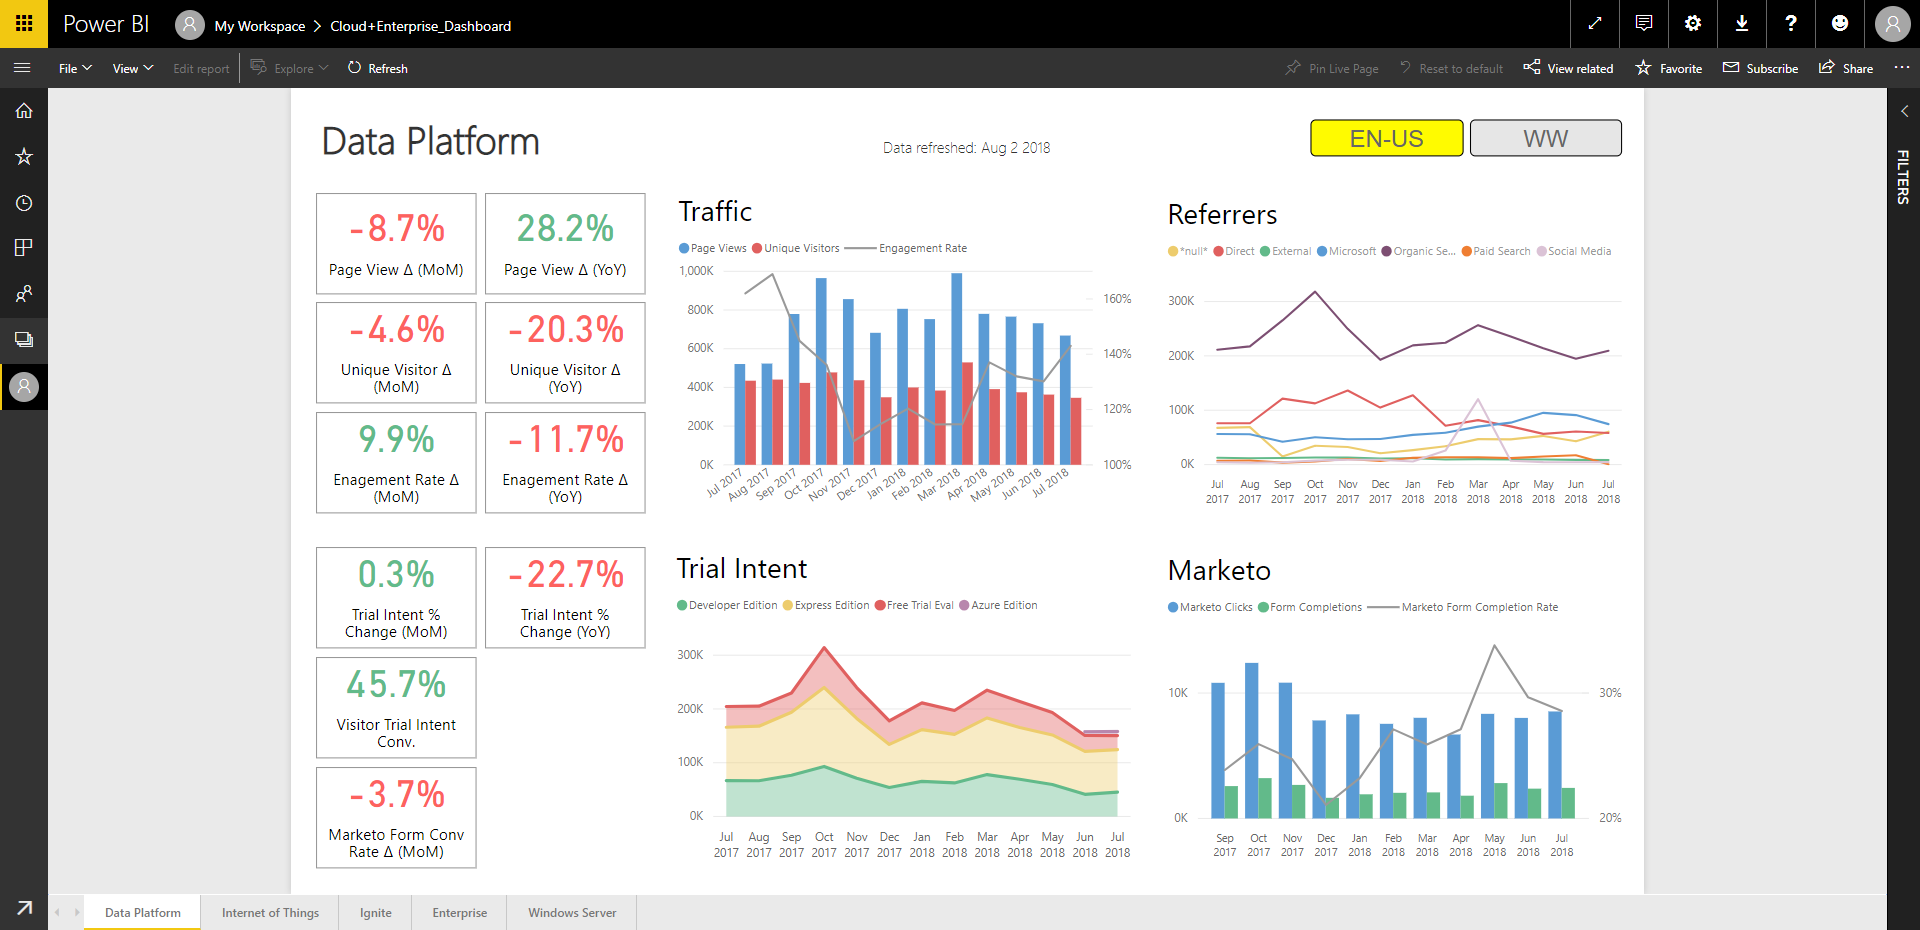 Power BI
My Workspace > Cloud+Enterprise_Dashboard
File
View
Edit report
Explore
Refresh
Pin Live Page
Reset to default
View related
Favorite
Subscribe
Share
FILTERS
Data Platform
Data refreshed: Aug 2 2018
EN-US
WW
-8.7%
Page View Δ (MoM)
28.2%
Page View Δ (YoY)
-4.6%
Unique Visitor Δ
(MoM)
-20.3%
Unique Visitor Δ
(YoY)
9.9%
Enagement Rate Δ
(MoM)
-11.7%
Enagement Rate Δ
(YoY)
0.3%
Trial Intent %
Change (MoM)
-22.7%
Trial Intent %
Change (YoY)
45.7%
Visitor Trial Intent
Conv.
-3.7%
Marketo Form Conv
Rate Δ (MoM)
Traffic
Page Views Unique Visitors Engagement Rate
1,000K
800K
600K
400K
200K
0K
160%
140%
120%
100%
Jul 2017 Aug 2017 Sep 2017 Oct 2017 Nov 2017 Dec 2017 Jan 2018 Feb 2018 Mar 2018 Apr 2018 May 2018 Jun 2018 Jul 2018
Referrers
*null* Direct External Microsoft Organic Se... Paid Search Social Media
300K
200K
100K
0K
Jul Aug Sep Oct Nov Dec Jan Feb Mar Apr May Jun Jul
2017 2017 2017 2017 2017 2017 2018 2018 2018 2018 2018 2018 2018
Trial Intent
Developer Edition Express Edition Free Trial Eval Azure Edition
300K
200K
100K
0K
Jul Aug Sep Oct Nov Dec Jan Feb Mar Apr May Jun Jul
2017 2017 2017 2017 2017 2017 2018 2018 2018 2018 2018 2018 2018
Marketo
Marketo Clicks Form Completions Marketo Form Completion Rate
10K
0K
30%
20%
Sep Oct Nov Dec Jan Feb Mar Apr May Jun Jul
2017 2017 2017 2017 2018 2018 2018 2018 2018 2018 2018
Data Platform
Internet of Things
Ignite
Enterprise
Windows Server